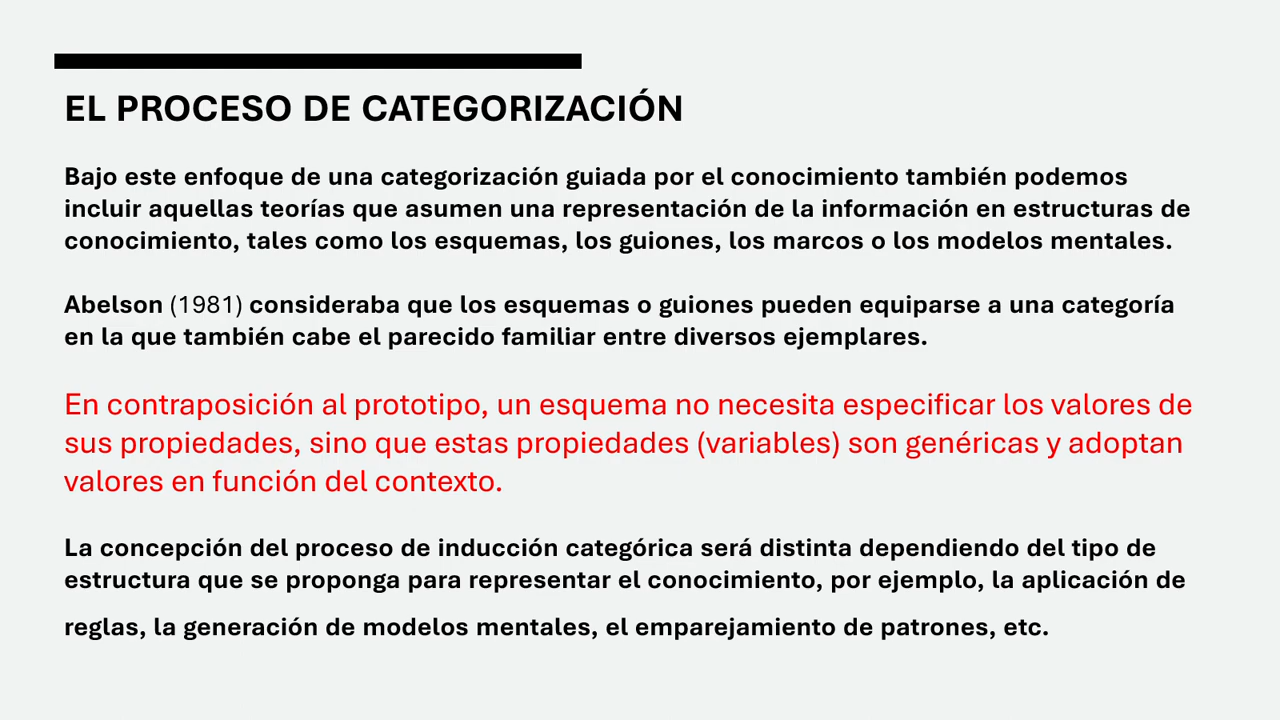 EL PROCESO DE CATEGORIZACIÓN
Bajo este enfoque de una categorización guiada por el conocimiento también podemos
incluir aquellas teorías que asumen una representación de la información en estructuras de
conocimiento, tales como los esquemas, los guiones, los marcos o los modelos mentales.
Abelson (1981) consideraba que los esquemas o guiones pueden equiparse a una categoría
en la que también cabe el parecido familiar entre diversos ejemplares.
En contraposición al prototipo, un esquema no necesita especificar los valores de
sus propiedades, sino que estas propiedades (variables) son genéricas y adoptan
valores en función del contexto.
La concepción del proceso de inducción categórica será distinta dependiendo del tipo de
estructura que se proponga para representar el conocimiento, por ejemplo, la aplicación de
reglas, la generación de modelos mentales, el emparejamiento de patrones, etc.